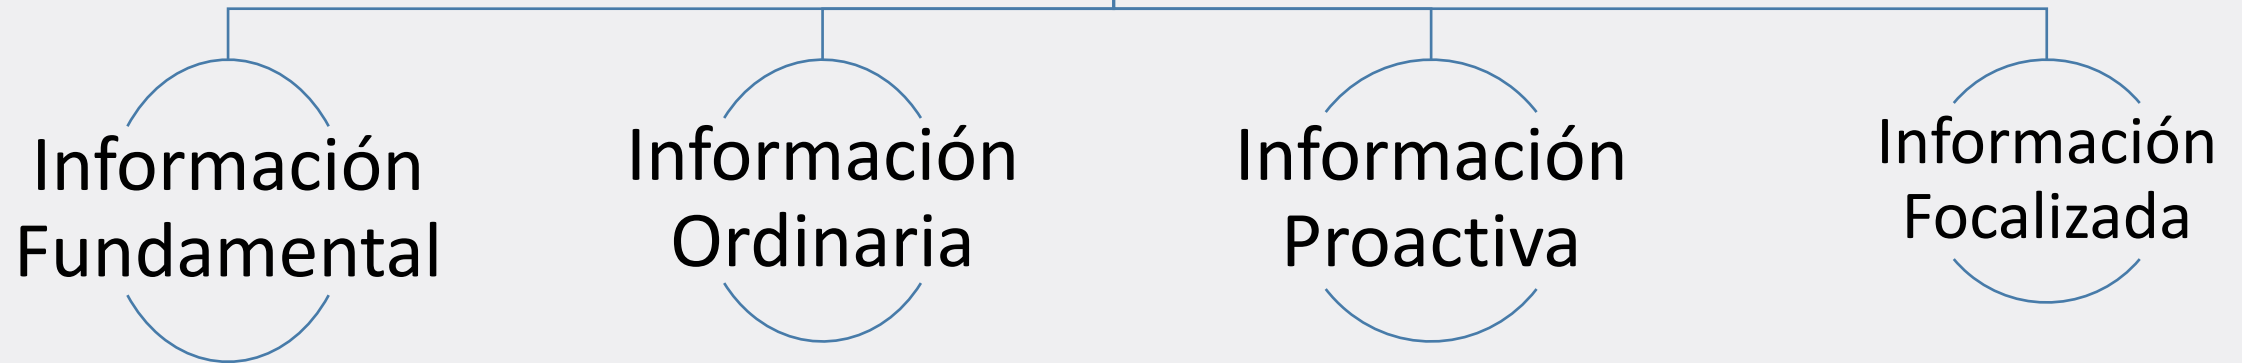 Información
Fundamental
Información
Ordinaria
Información
Proactiva
Información
Focalizada